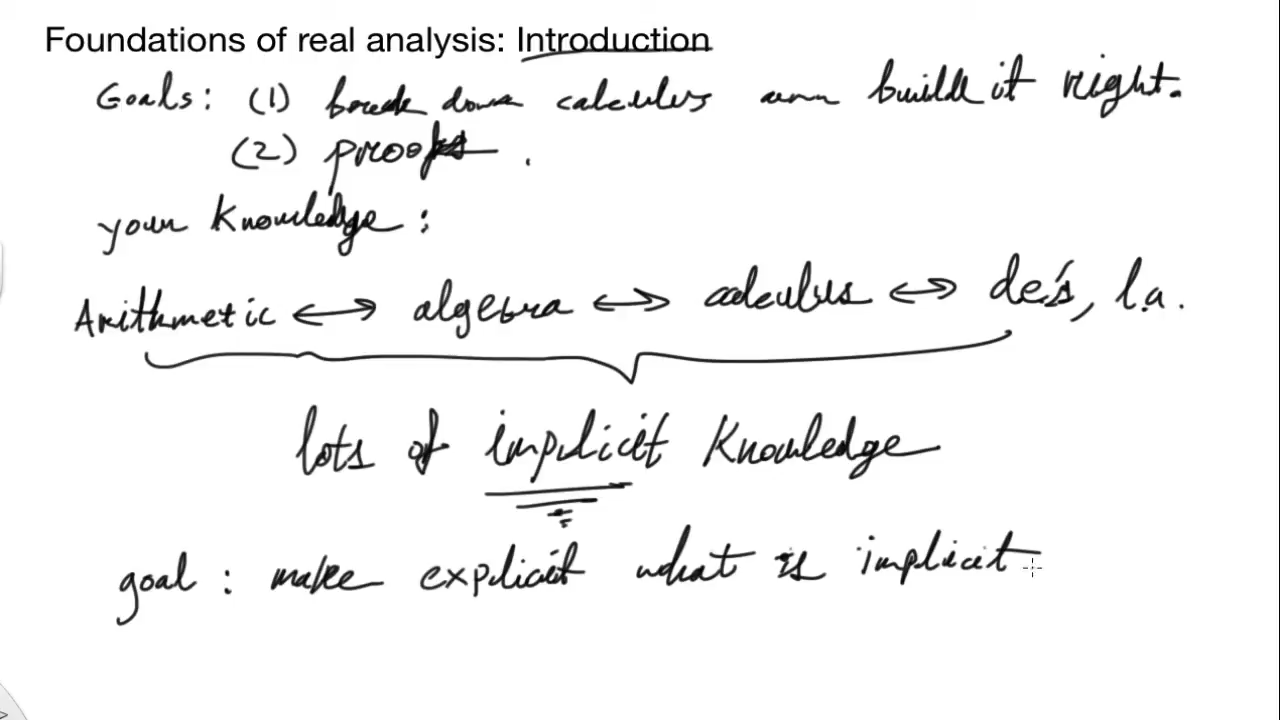 Foundations of real analysis: Introduction
Goals: (1) break down calculus and build it right.
(2) proofs.
your knowledge:
Arithmetic ↔ algebra ↔ calculus ↔ de's, l.a.
lots of implicit knowledge
goal: make explicit what is implicit